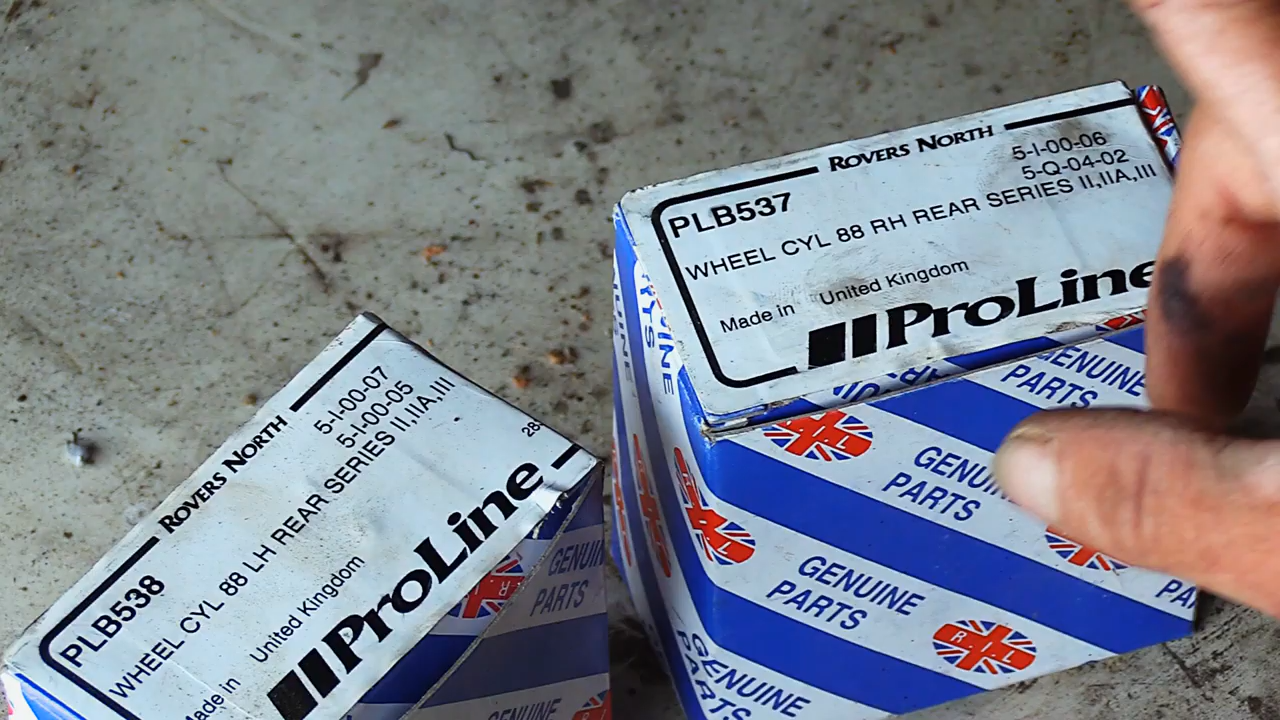 ROVERS NORTH
5-I-00-07
5-I-00-05
PLB538
WHEEL CYL 88 LH REAR SERIES II,IIA,III
Made in United Kingdom
ProLine
GENUINE
PARTS
GENUINE
ROVERS NORTH
5-I-00-06
5-Q-04-02
PLB537
WHEEL CYL 88 RH REAR SERIES II,IIA,III
Made in United Kingdom
ProLine
GENUINE
PARTS
GENUINE
PARTS
GENUINE
PARTS
GENUINE
PARTS